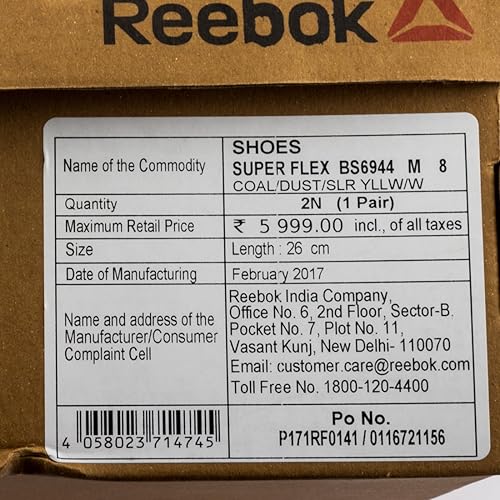 Reebok
Name of the Commodity
SHOES
SUPER FLEX BS6944 M 8
COAL/DUST/SLR YLLW/W
Quantity 2N (1 Pair)
Maximum Retail Price ₹ 5 999.00 incl., of all taxes
Size Length : 26 cm
Date of Manufacturing February 2017
Name and address of the
Manufacturer/Consumer
Complaint Cell
Reebok India Company,
Office No. 6, 2nd Floor, Sector-B.
Pocket No. 7, Plot No. 11,
Vasant Kunj, New Delhi- 110070
Email: customer.care@reebok.com
Toll Free No. 1800-120-4400
4 058023 714745
Po No.
P171RF0141 / 0116721156